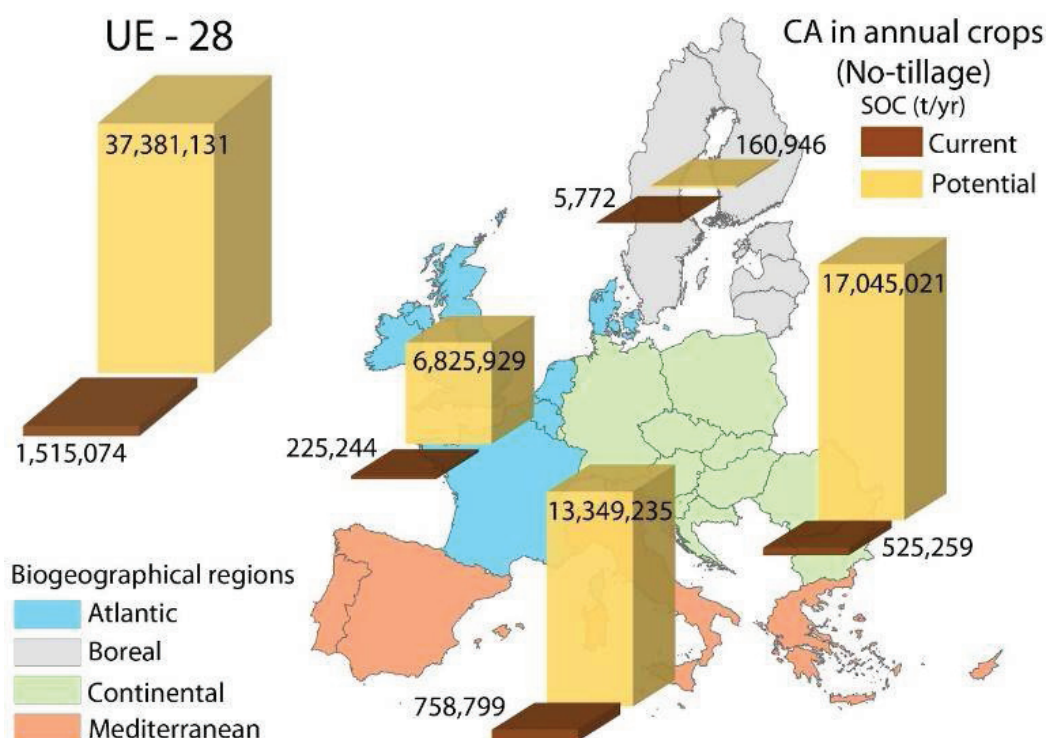 UE - 28
37,381,131
1,515,074
CA in annual crops
(No-tillage)
SOC (t/yr)
Current
Potential
160,946
5,772
17,045,021
525,259
6,825,929
225,244
13,349,235
758,799
Biogeographical regions
Atlantic
Boreal
Continental
Mediterranean